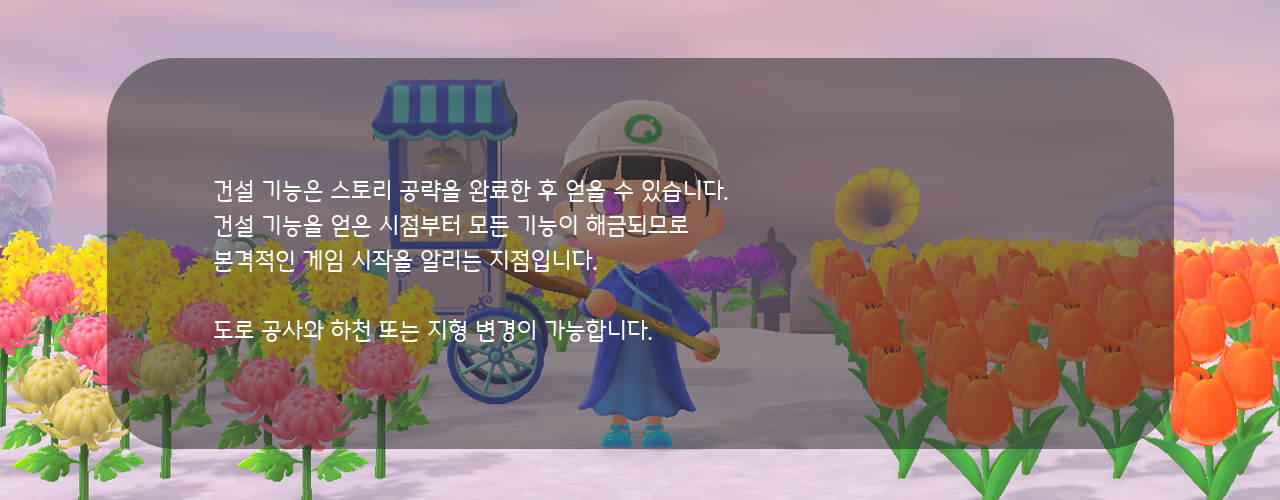 건설 기능은 스토리 공략을 완료한 후 얻을 수 있습니다.
건설 기능을 얻은 시점부터 모든 기능이 해금되므로
본격적인 게임 시작을 알리는 지점입니다.
도로 공사와 하천 또는 지형 변경이 가능합니다.